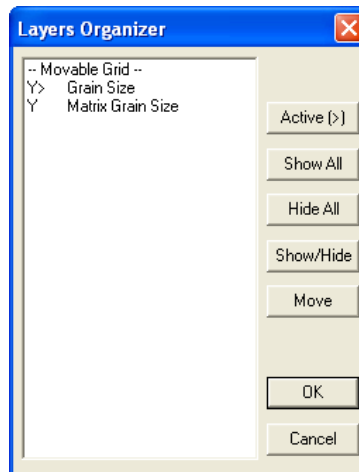 Layers Organizer
-- Movable Grid --
Y> Grain Size
Y Matrix Grain Size
Active (>)
Show All
Hide All
Show/Hide
Move
OK
Cancel